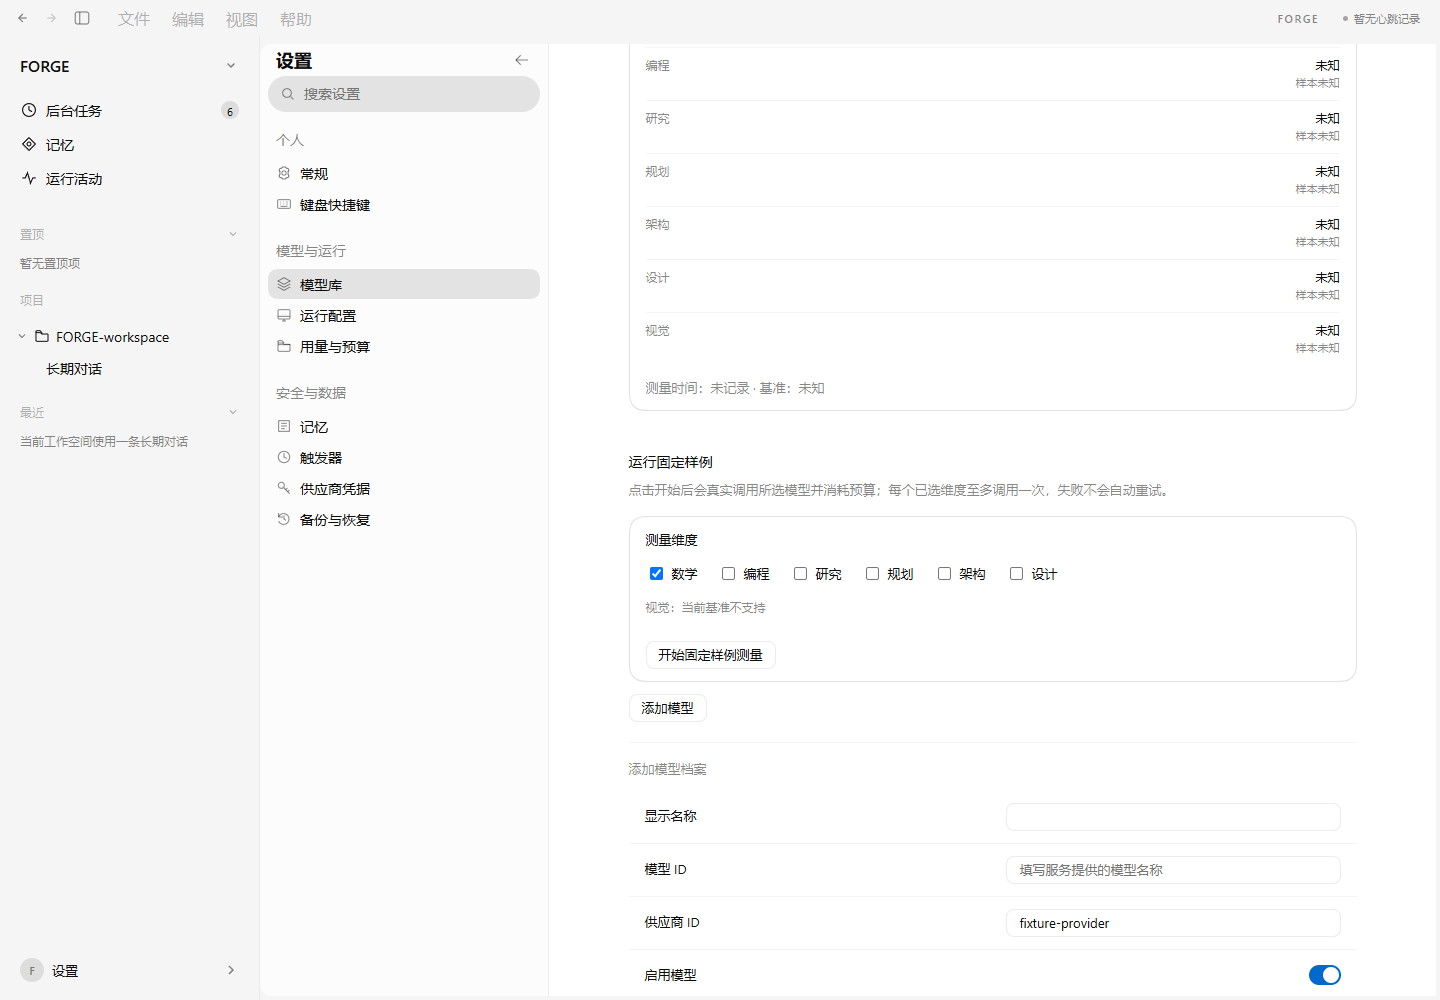 文件 编辑 视图 帮助
FORGE 暂无心跳记录
FORGE
后台任务 6
记忆
运行活动
置顶
暂无置顶项
项目
FORGE-workspace
长期对话
最近
当前工作空间使用一条长期对话
F 设置
设置
搜索设置
个人
常规
键盘快捷键
模型与运行
模型库
运行配置
用量与预算
安全与数据
记忆
触发器
供应商凭据
备份与恢复
编程 未知
样本未知
研究 未知
样本未知
规划 未知
样本未知
架构 未知
样本未知
设计 未知
样本未知
视觉 未知
样本未知
测量时间：未记录 · 基准：未知
运行固定样例
点击开始后会真实调用所选模型并消耗预算；每个已选维度至多调用一次，失败不会自动重试。
测量维度
数学 编程 研究 规划 架构 设计
视觉：当前基准不支持
开始固定样例测量
添加模型
添加模型档案
显示名称
模型 ID 填写服务提供的模型名称
供应商 ID fixture-provider
启用模型